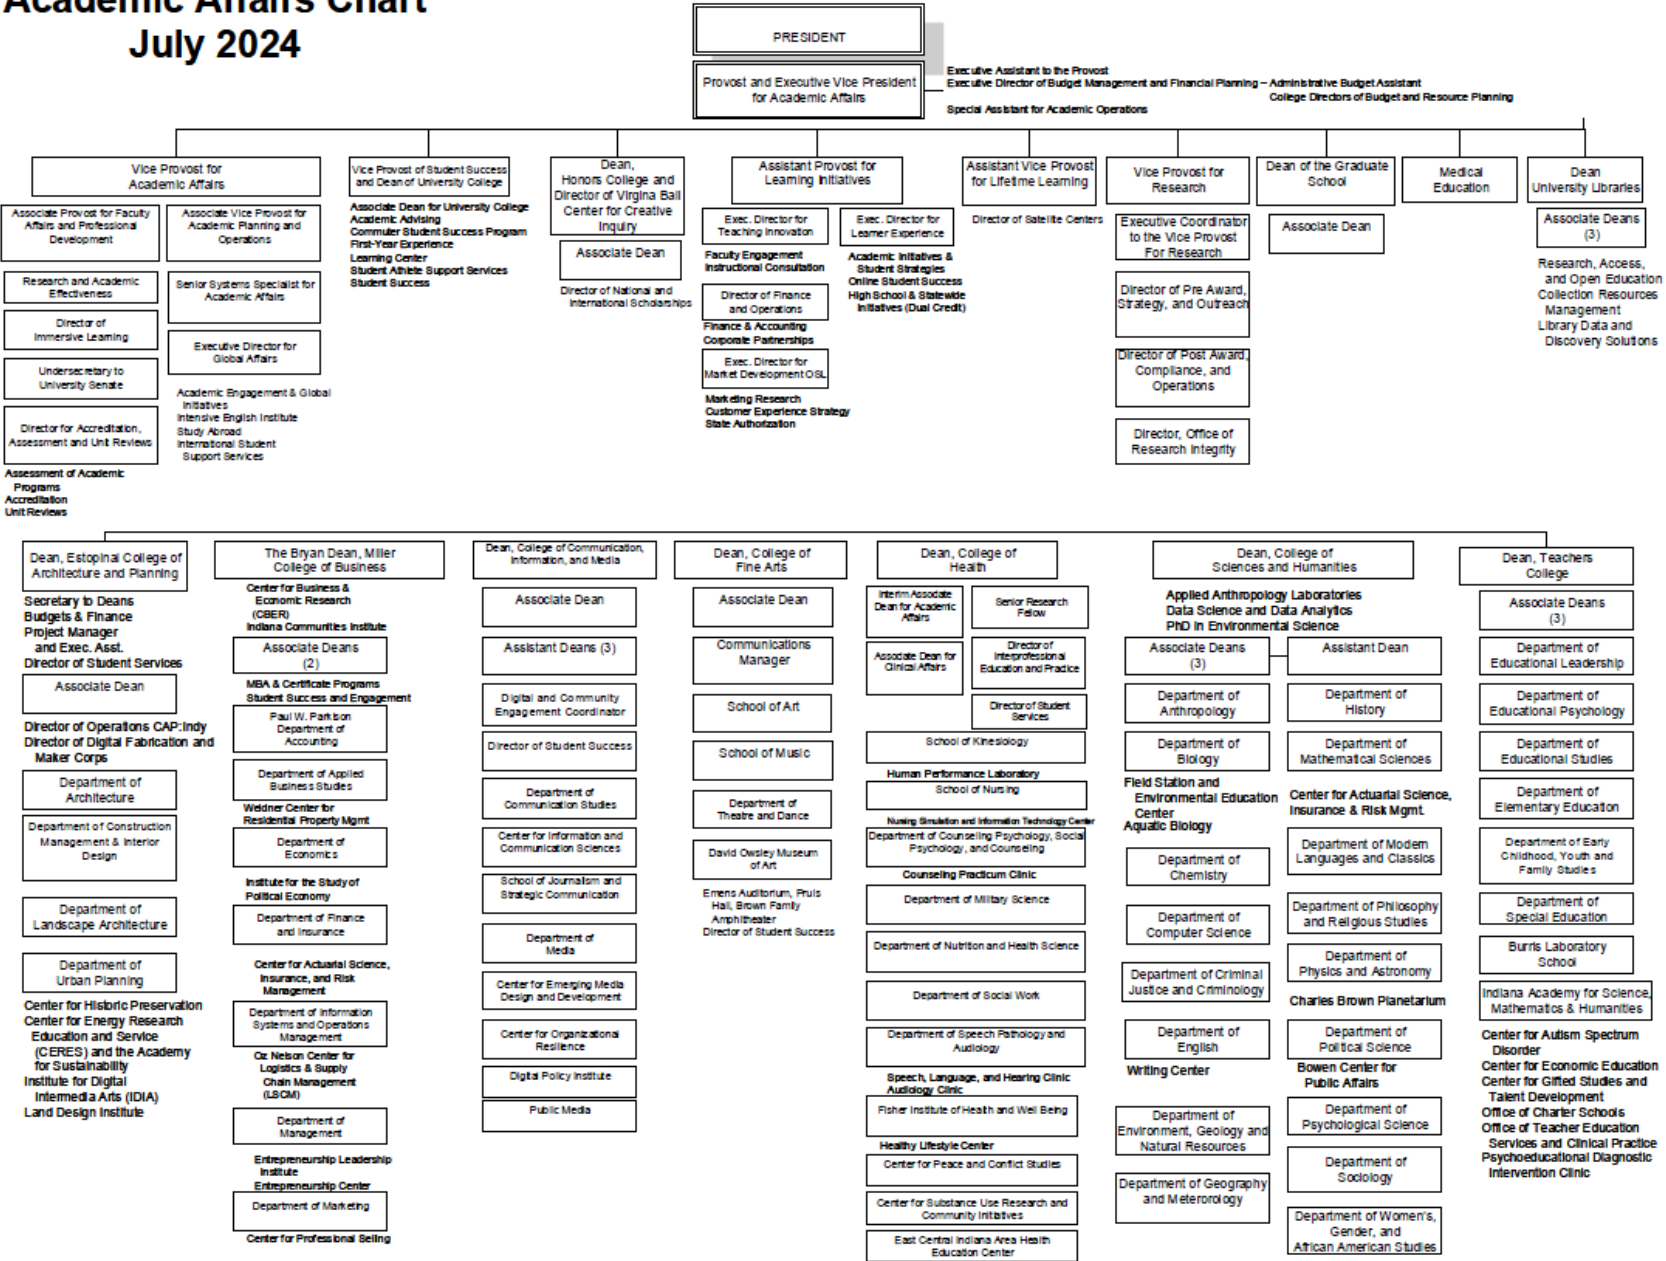 Academic Affairs Chart
July 2024
PRESIDENT
Provost and Executive Vice President
for Academic Affairs
Executive Assistant to the Provost
Executive Director of Budget Management and Financial Planning – Administrative Budget Assistant
College Directors of Budget and Resource Planning
Special Assistant for Academic Operations
Vice Provost for
Academic Affairs
Associate Provost for Faculty
Affairs and Professional
Development
Research and Academic
Effectiveness
Director of
Immersive Learning
Undersecretary to
University Senate
Director for Accreditation,
Assessment and Unit Reviews
Assessment of Academic
Programs
Accreditation
Unit Reviews
Associate Vice Provost for
Academic Planning and
Operations
Senior Systems Specialist for
Academic Affairs
Executive Director for
Global Affairs
Academic Engagement & Global
Initiatives
Intensive English Institute
Study Abroad
International Student
Support Services
Vice Provost of Student Success
and Dean of University College
Associate Dean for University College
Academic Advising
Commuter Student Success Program
First-Year Experience
Learning Center
Student Athlete Support Services
Student Success
Dean,
Honors College and
Director of Virgina Ball
Center for Creative
Inquiry
Associate Dean
Director of National and
International Scholarships
Assistant Provost for
Learning Initiatives
Exec. Director for
Teaching Innovation
Faculty Engagement
Instructional Consultation
Director of Finance
and Operations
Finance & Accounting
Corporate Partnerships
Exec. Director for
Market Development OSL
Marketing Research
Customer Experience Strategy
State Authorization
Exec. Director for
Learner Experience
Academic Initiatives &
Student Strategies
Online Student Success
High School & Statewide
Initiatives (Dual Credit)
Assistant Vice Provost
for Lifetime Learning
Director of Satellite Centers
Vice Provost for
Research
Executive Coordinator
to the Vice Provost
For Research
Director of Pre Award,
Strategy, and Outreach
Director of Post Award,
Compliance, and
Operations
Director, Office of
Research Integrity
Dean of the Graduate
School
Associate Dean
Medical
Education
Dean
University Libraries
Associate Deans
(3)
Research, Access,
and Open Education
Collection Resources
Management
Library Data and
Discovery Solutions
Dean, Estopinal College of
Architecture and Planning
Secretary to Deans
Budgets & Finance
Project Manager
and Exec. Asst.
Director of Student Services
Associate Dean
Director of Operations CAP:Indy
Director of Digital Fabrication and
Maker Corps
Department of
Architecture
Department of Construction
Management & Interior
Design
Department of
Landscape Architecture
Department of
Urban Planning
Center for Historic Preservation
Center for Energy Research
Education and Service
(CERES) and the Academy
for Sustainability
Institute for Digital
Intermedia Arts (IDIA)
Land Design Institute
The Bryan Dean, Miller
College of Business
Center for Business &
Economic Research
(CBER)
Indiana Communities Institute
Associate Deans
(2)
MBA & Certificate Programs
Student Success and Engagement
Paul W. Parkison
Department of
Accounting
Department of Applied
Business Studies
Weidner Center for
Residential Property Mgmt
Department of
Economics
Institute for the Study of
Political Economy
Department of Finance
and Insurance
Center for Actuarial Science,
Insurance, and Risk
Management
Department of Information
Systems and Operations
Management
Oz Nelson Center for
Logistics & Supply
Chain Management
(LSCM)
Department of
Management
Entrepreneurship Leadership
Institute
Entrepreneurship Center
Department of Marketing
Center for Professional Selling
Dean, College of Communication,
Information, and Media
Associate Dean
Assistant Deans (3)
Digital and Community
Engagement Coordinator
Director of Student Success
Department of
Communication Studies
Center for Information and
Communication Sciences
School of Journalism and
Strategic Communication
Department of
Media
Center for Emerging Media
Design and Development
Center for Organizational
Resilience
Digital Policy Institute
Public Media
Dean, College of
Fine Arts
Associate Dean
Communications
Manager
School of Art
School of Music
Department of
Theatre and Dance
David Owsley Museum
of Art
Emens Auditorium, Pruis
Hall, Brown Family
Amphitheater
Director of Student Success
Dean, College of
Health
Interim Associate
Dean for Academic
Affairs
Associate Dean for
Clinical Affairs
Senior Research
Fellow
Director of
Interprofessional
Education and Practice
Director of Student
Services
School of Kinesiology
Human Performance Laboratory
School of Nursing
Nursing Simulation and Information Technology Center
Department of Counseling Psychology, Social
Psychology, and Counseling
Counseling Practicum Clinic
Department of Military Science
Department of Nutrition and Health Science
Department of Social Work
Department of Speech Pathology and
Audiology
Speech, Language, and Hearing Clinic
Audiology Clinic
Fisher Institute of Health and Well Being
Healthy Lifestyle Center
Center for Peace and Conflict Studies
Center for Substance Use Research and
Community Initiatives
East Central Indiana Area Health
Education Center
Dean, College of
Sciences and Humanities
Applied Anthropology Laboratories
Data Science and Data Analytics
PhD in Environmental Science
Associate Deans
(3)
Department of
Anthropology
Department of
Biology
Field Station and
Environmental Education
Center
Aquatic Biology
Department of
Chemistry
Department of
Computer Science
Department of Criminal
Justice and Criminology
Department of
English
Writing Center
Department of
Environment, Geology and
Natural Resources
Department of Geography
and Meterorology
Assistant Dean
Department of
History
Department of
Mathematical Sciences
Center for Actuarial Science,
Insurance & Risk Mgmt.
Department of Modern
Languages and Classics
Department of Philosophy
and Religious Studies
Department of
Physics and Astronomy
Charles Brown Planetarium
Department of
Political Science
Bowen Center for
Public Affairs
Department of
Psychological Science
Department of
Sociology
Department of Women's,
Gender, and
African American Studies
Dean, Teachers
College
Associate Deans
(3)
Department of
Educational Leadership
Department of
Educational Psychology
Department of
Educational Studies
Department of
Elementary Education
Department of Early
Childhood, Youth and
Family Studies
Department of
Special Education
Burris Laboratory
School
Indiana Academy for Science,
Mathematics & Humanities
Center for Autism Spectrum
Disorder
Center for Economic Education
Center for Gifted Studies and
Talent Development
Office of Charter Schools
Office of Teacher Education
Services and Clinical Practice
Psychoeducational Diagnostic
Intervention Clinic